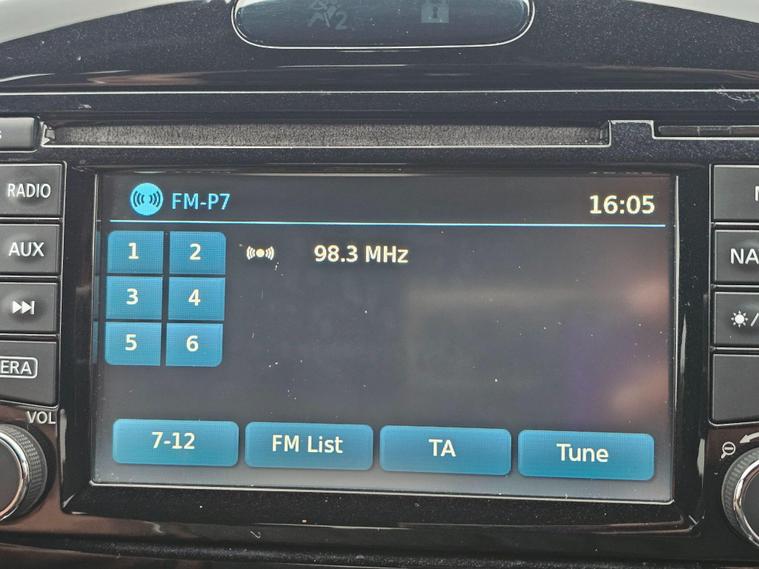 2
RADIO
FM-P7
16:05
AUX
1
2
98.3 MHz
NA
3
4
5
6
ERA
VOL
7-12
FM List
TA
Tune